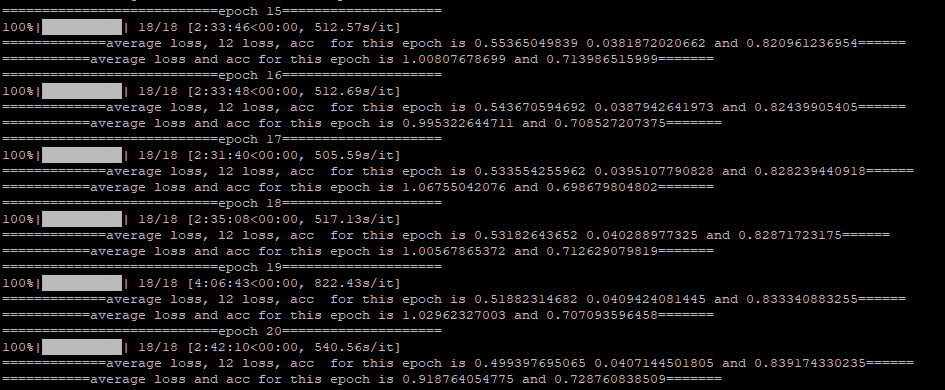 ===========================epoch 15====================
100%|██████████| 18/18 [2:33:46<00:00, 512.57s/it]
=============average loss, l2 loss, acc  for this epoch is 0.55365049839 0.0381872020662 and 0.820961236954======
===========average loss and acc for this epoch is 1.00807678699 and 0.713986515999=======
===========================epoch 16====================
100%|██████████| 18/18 [2:33:48<00:00, 512.69s/it]
=============average loss, l2 loss, acc  for this epoch is 0.543670594692 0.0387942641973 and 0.82439905405======
===========average loss and acc for this epoch is 0.995322644711 and 0.708527207375=======
===========================epoch 17====================
100%|██████████| 18/18 [2:31:40<00:00, 505.59s/it]
=============average loss, l2 loss, acc  for this epoch is 0.533554255962 0.0395107790828 and 0.828239440918======
===========average loss and acc for this epoch is 1.06755042076 and 0.698679804802=======
===========================epoch 18====================
100%|██████████| 18/18 [2:35:08<00:00, 517.13s/it]
=============average loss, l2 loss, acc  for this epoch is 0.53182643652 0.040288977325 and 0.82871723175======
===========average loss and acc for this epoch is 1.00567865372 and 0.712629079819=======
===========================epoch 19====================
100%|██████████| 18/18 [4:06:43<00:00, 822.43s/it]
=============average loss, l2 loss, acc  for this epoch is 0.51882314682 0.0409424081445 and 0.833340883255======
===========average loss and acc for this epoch is 1.02962327003 and 0.707093596458=======
===========================epoch 20====================
100%|██████████| 18/18 [2:42:10<00:00, 540.56s/it]
=============average loss, l2 loss, acc  for this epoch is 0.499397695065 0.0407144501805 and 0.839174330235======
===========average loss and acc for this epoch is 0.918764054775 and 0.728760838509=======